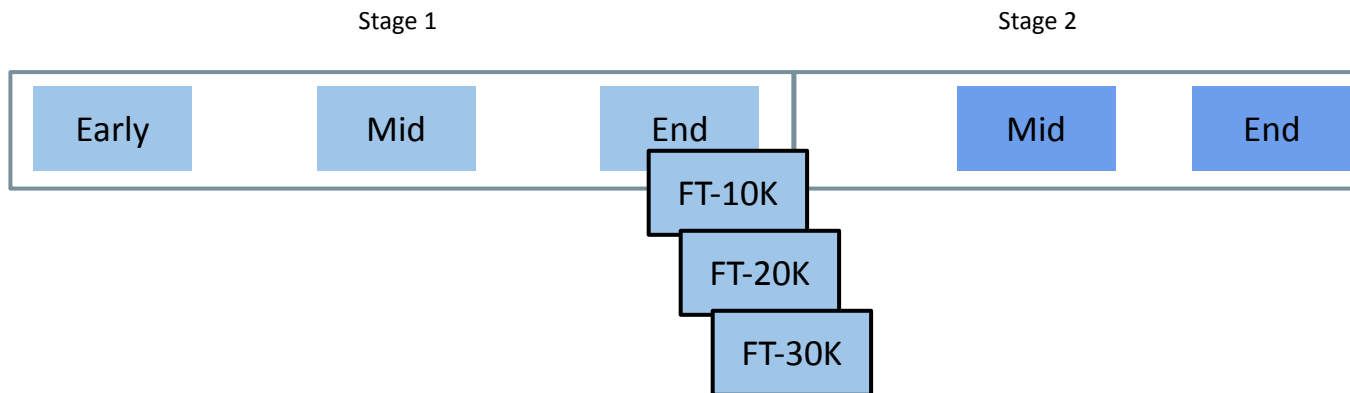 Stage 1
Stage 2
Early
Mid
End
Mid
End
FT-10K
FT-20K
FT-30K